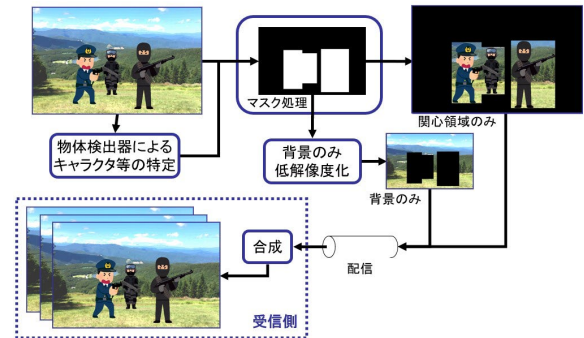 マスク処理
関心領域のみ
物体検出器による
キャラクタ等の特定
背景のみ
低解像度化
背景のみ
合成
配信
受信側